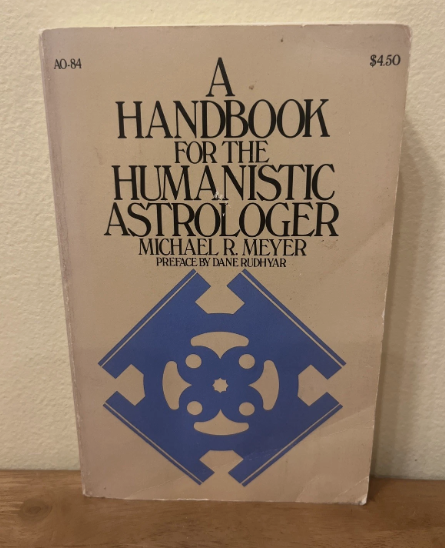 AO-84
$4.50
A
HANDBOOK
FOR THE
HUMANISTIC
ASTROLOGER
MICHAEL R. MEYER
PREFACE BY DANE RUDHYAR